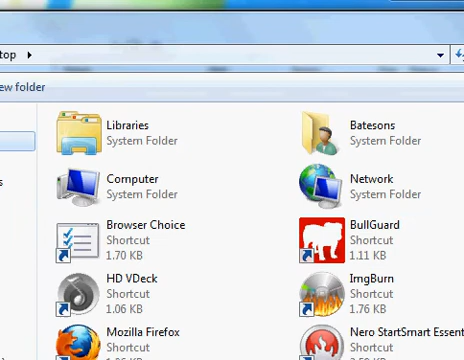 top
ew folder
Libraries
System Folder
Batesons
System Folder
Computer
System Folder
Network
System Folder
Browser Choice
Shortcut
1.70 KB
BullGuard
Shortcut
1.11 KB
HD VDeck
Shortcut
1.06 KB
ImgBurn
Shortcut
1.76 KB
Mozilla Firefox
Shortcut
Nero StartSmart Essent
Shortcut